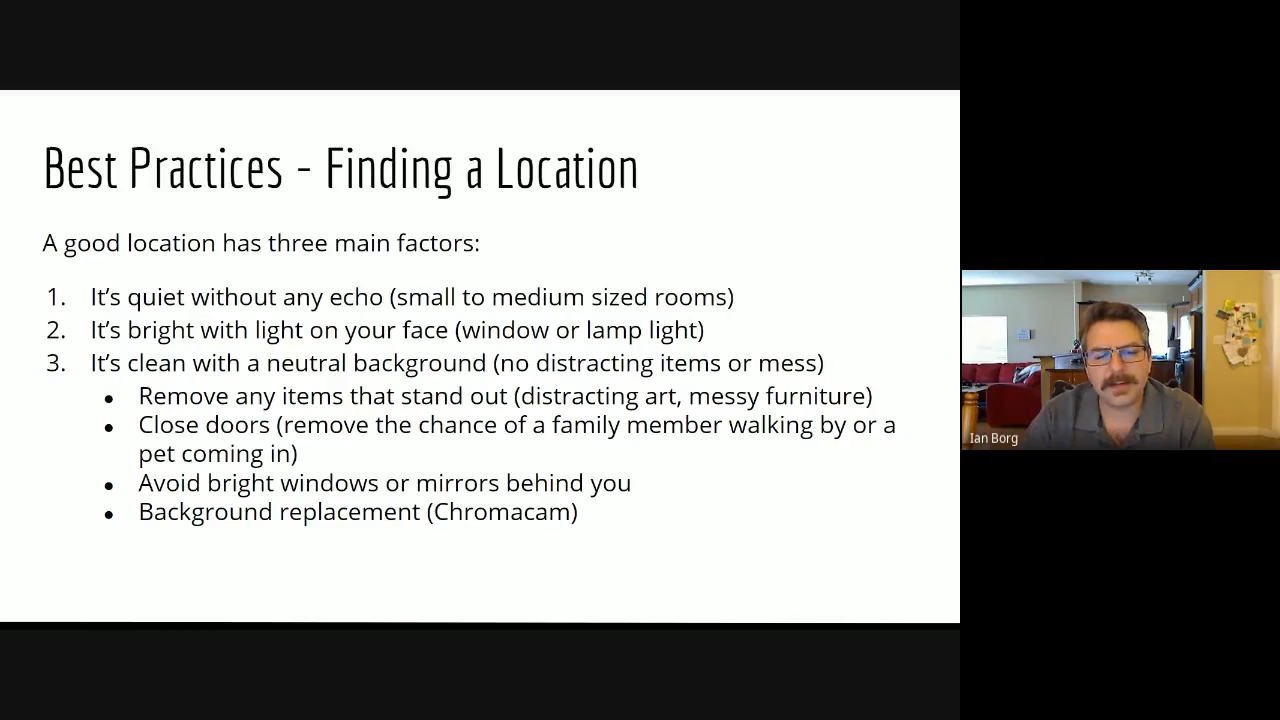 Best Practices - Finding a Location
A good location has three main factors:
1. It’s quiet without any echo (small to medium sized rooms)
2. It’s bright with light on your face (window or lamp light)
3. It’s clean with a neutral background (no distracting items or mess)
● Remove any items that stand out (distracting art, messy furniture)
● Close doors (remove the chance of a family member walking by or a
pet coming in)
● Avoid bright windows or mirrors behind you
● Background replacement (Chromacam)
Ian Borg